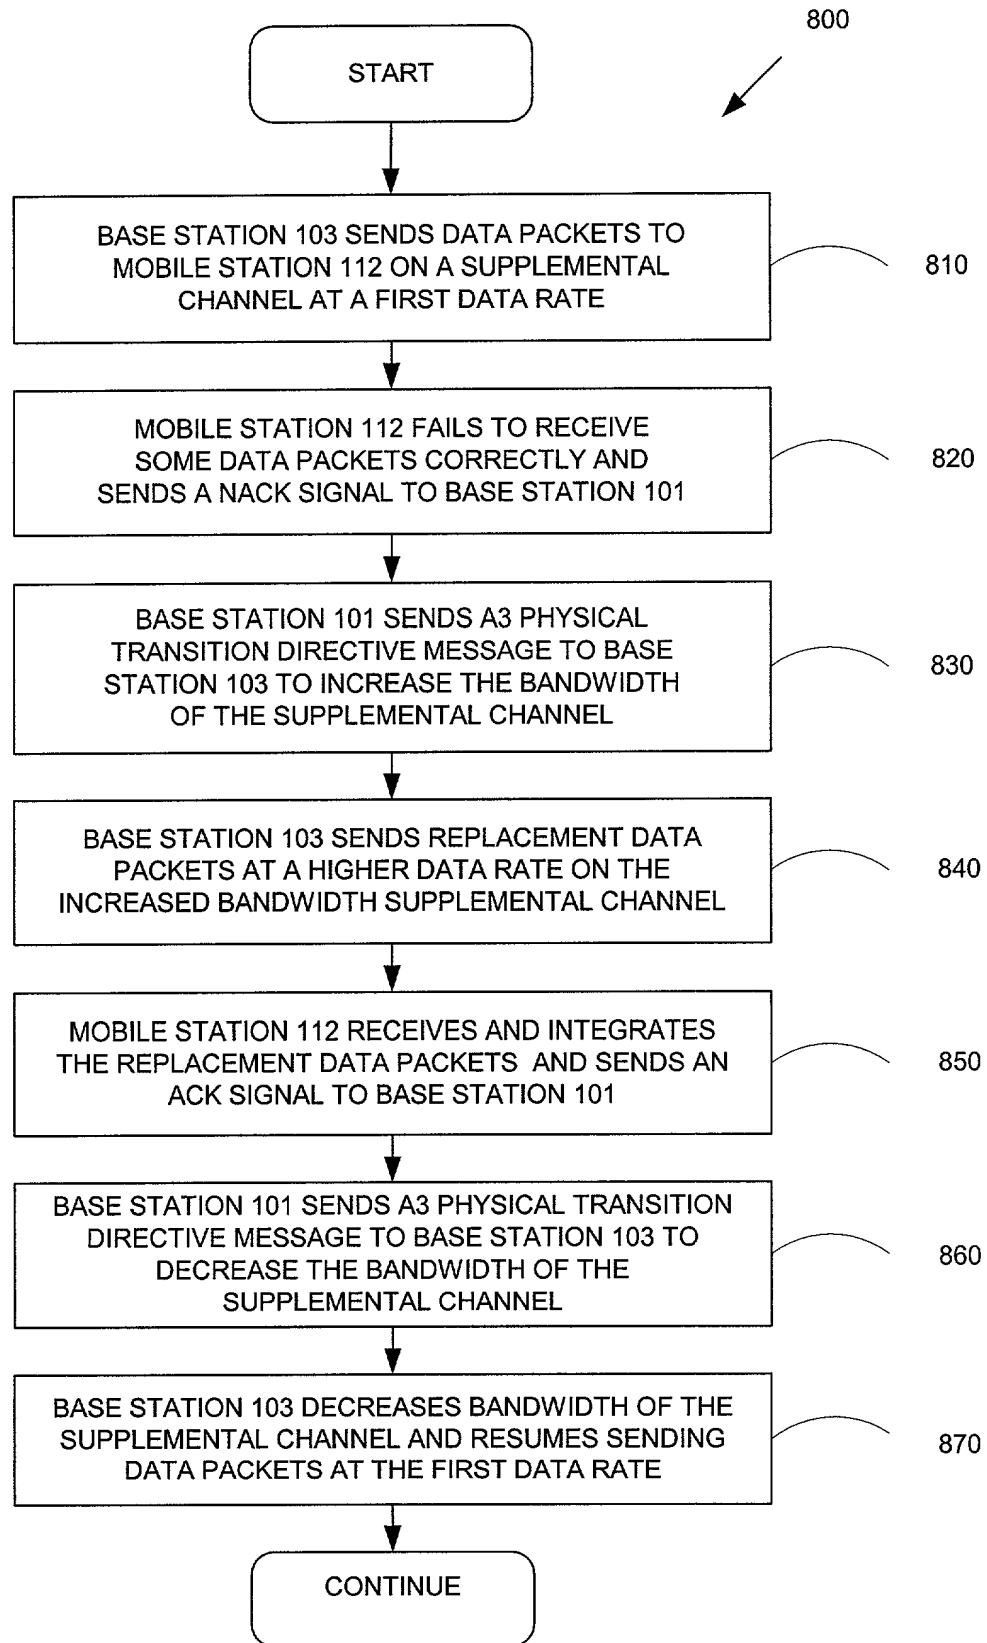 800
START
BASE STATION 103 SENDS DATA PACKETS TO
MOBILE STATION 112 ON A SUPPLEMENTAL
CHANNEL AT A FIRST DATA RATE
810
MOBILE STATION 112 FAILS TO RECEIVE
SOME DATA PACKETS CORRECTLY AND
SENDS A NACK SIGNAL TO BASE STATION 101
820
BASE STATION 101 SENDS A3 PHYSICAL
TRANSITION DIRECTIVE MESSAGE TO BASE
STATION 103 TO INCREASE THE BANDWIDTH
OF THE SUPPLEMENTAL CHANNEL
830
BASE STATION 103 SENDS REPLACEMENT DATA
PACKETS AT A HIGHER DATA RATE ON THE
INCREASED BANDWIDTH SUPPLEMENTAL CHANNEL
840
MOBILE STATION 112 RECEIVES AND INTEGRATES
THE REPLACEMENT DATA PACKETS AND SENDS AN
ACK SIGNAL TO BASE STATION 101
850
BASE STATION 101 SENDS A3 PHYSICAL TRANSITION
DIRECTIVE MESSAGE TO BASE STATION 103 TO
DECREASE THE BANDWIDTH OF THE
SUPPLEMENTAL CHANNEL
860
BASE STATION 103 DECREASES BANDWIDTH OF THE
SUPPLEMENTAL CHANNEL AND RESUMES SENDING
DATA PACKETS AT THE FIRST DATA RATE
870
CONTINUE